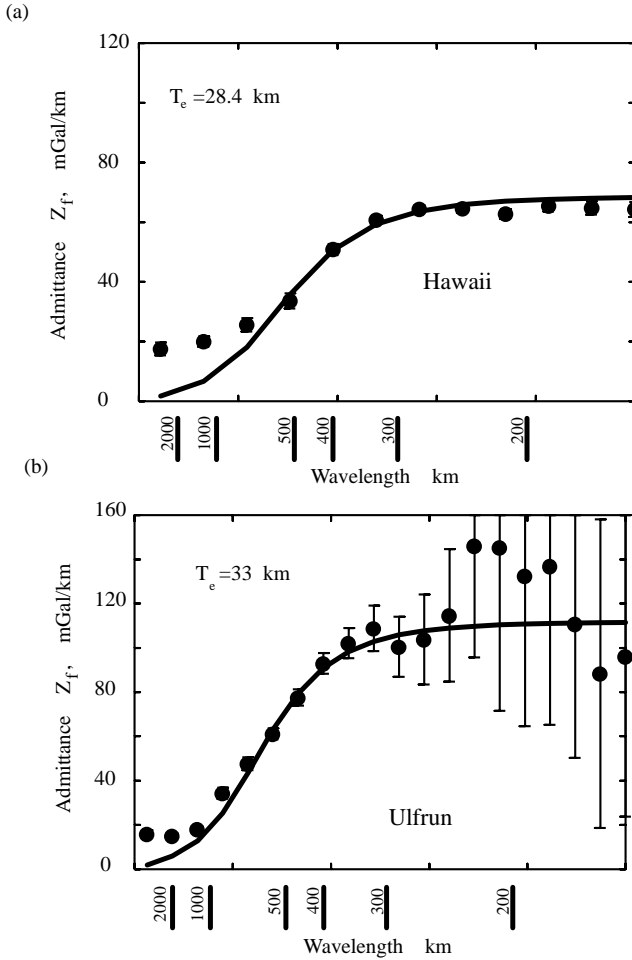 (a)
120
80
40
0
Admittance Z_f, mGal/km
T_e =28.4 km
Hawaii
2000
1000
500
400
300
200
Wavelength km
(b)
160
120
80
40
0
Admittance Z_f, mGal/km
T_e =33 km
Ulfrun
2000
1000
500
400
300
200
Wavelength km